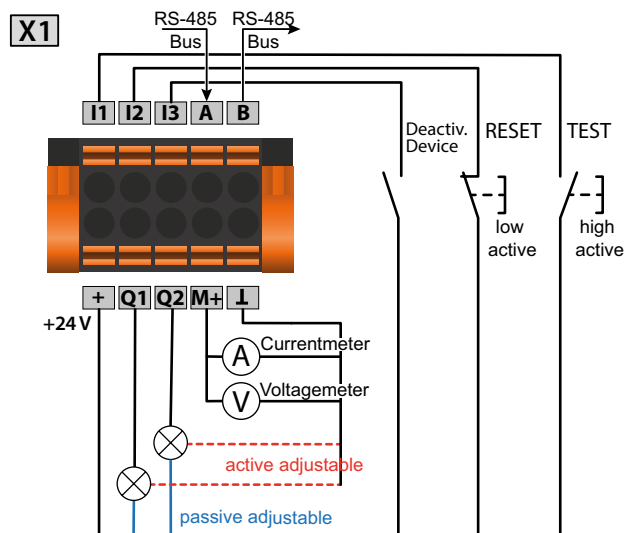 X1
RS-485
Bus
RS-485
Bus
I1 I2 I3 A B
Deactiv.
Device
RESET
TEST
low
active
high
active
+ Q1 Q2 M+ ⊥
+24 V
A
Currentmeter
V
Voltagemeter
active adjustable
passive adjustable